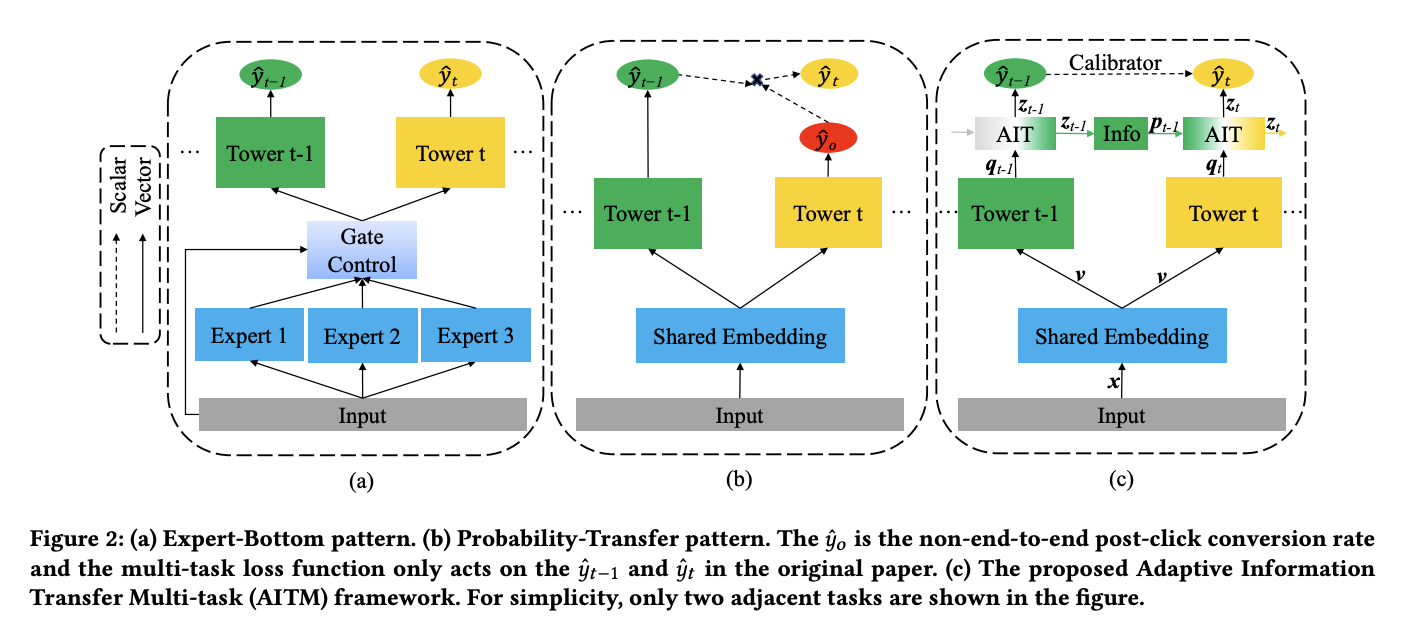 Scalar
Vector
ŷt-1
ŷt
Tower t-1
Tower t
...
...
Gate
Control
Expert 1
Expert 2
Expert 3
Input
(a)
ŷt-1
ŷt
ŷo
Tower t-1
Tower t
...
...
Shared Embedding
Input
(b)
ŷt-1
Calibrator
ŷt
zt-1
zt
AIT
zt-1
Info
pt-1
AIT
zt
qt-1
qt
Tower t-1
Tower t
...
...
v
v
Shared Embedding
x
Input
(c)
Figure 2: (a) Expert-Bottom pattern. (b) Probability-Transfer pattern. The ŷo is the non-end-to-end post-click conversion rate
and the multi-task loss function only acts on the ŷt−1 and ŷt in the original paper. (c) The proposed Adaptive Information
Transfer Multi-task (AITM) framework. For simplicity, only two adjacent tasks are shown in the figure.